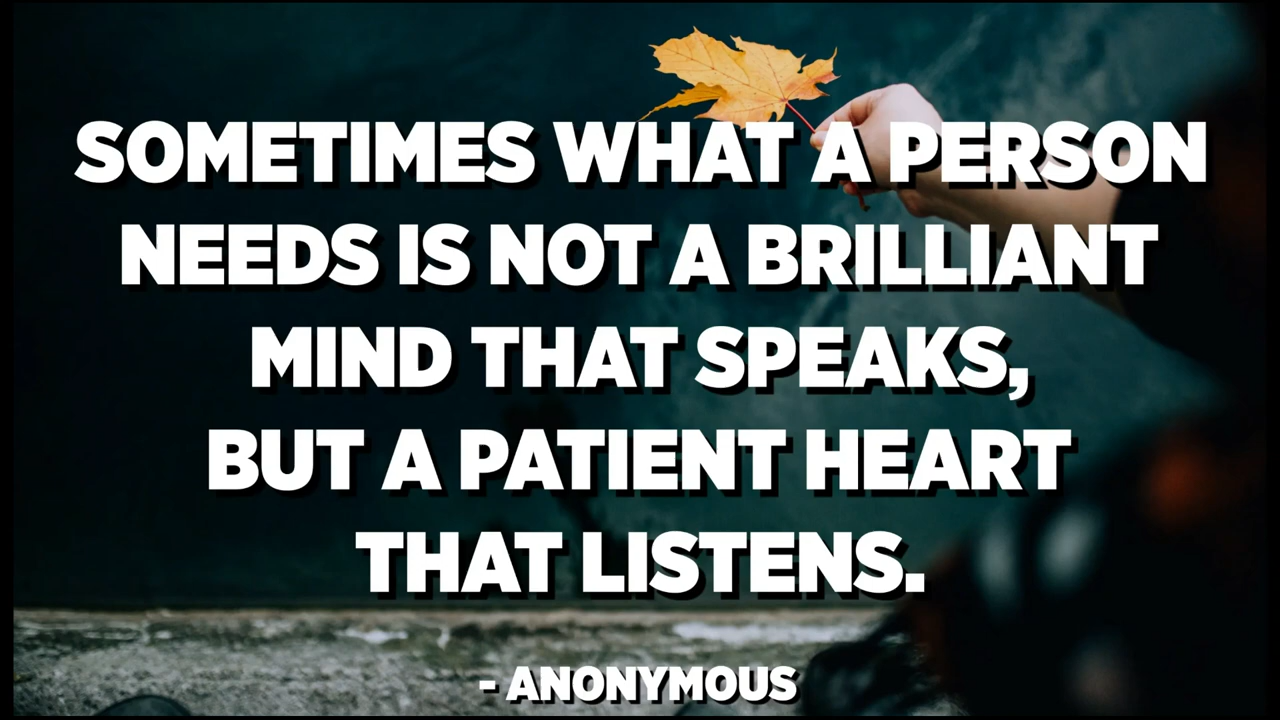 SOMETIMES WHAT A PERSON
NEEDS IS NOT A BRILLIANT
MIND THAT SPEAKS,
BUT A PATIENT HEART
THAT LISTENS.
- ANONYMOUS